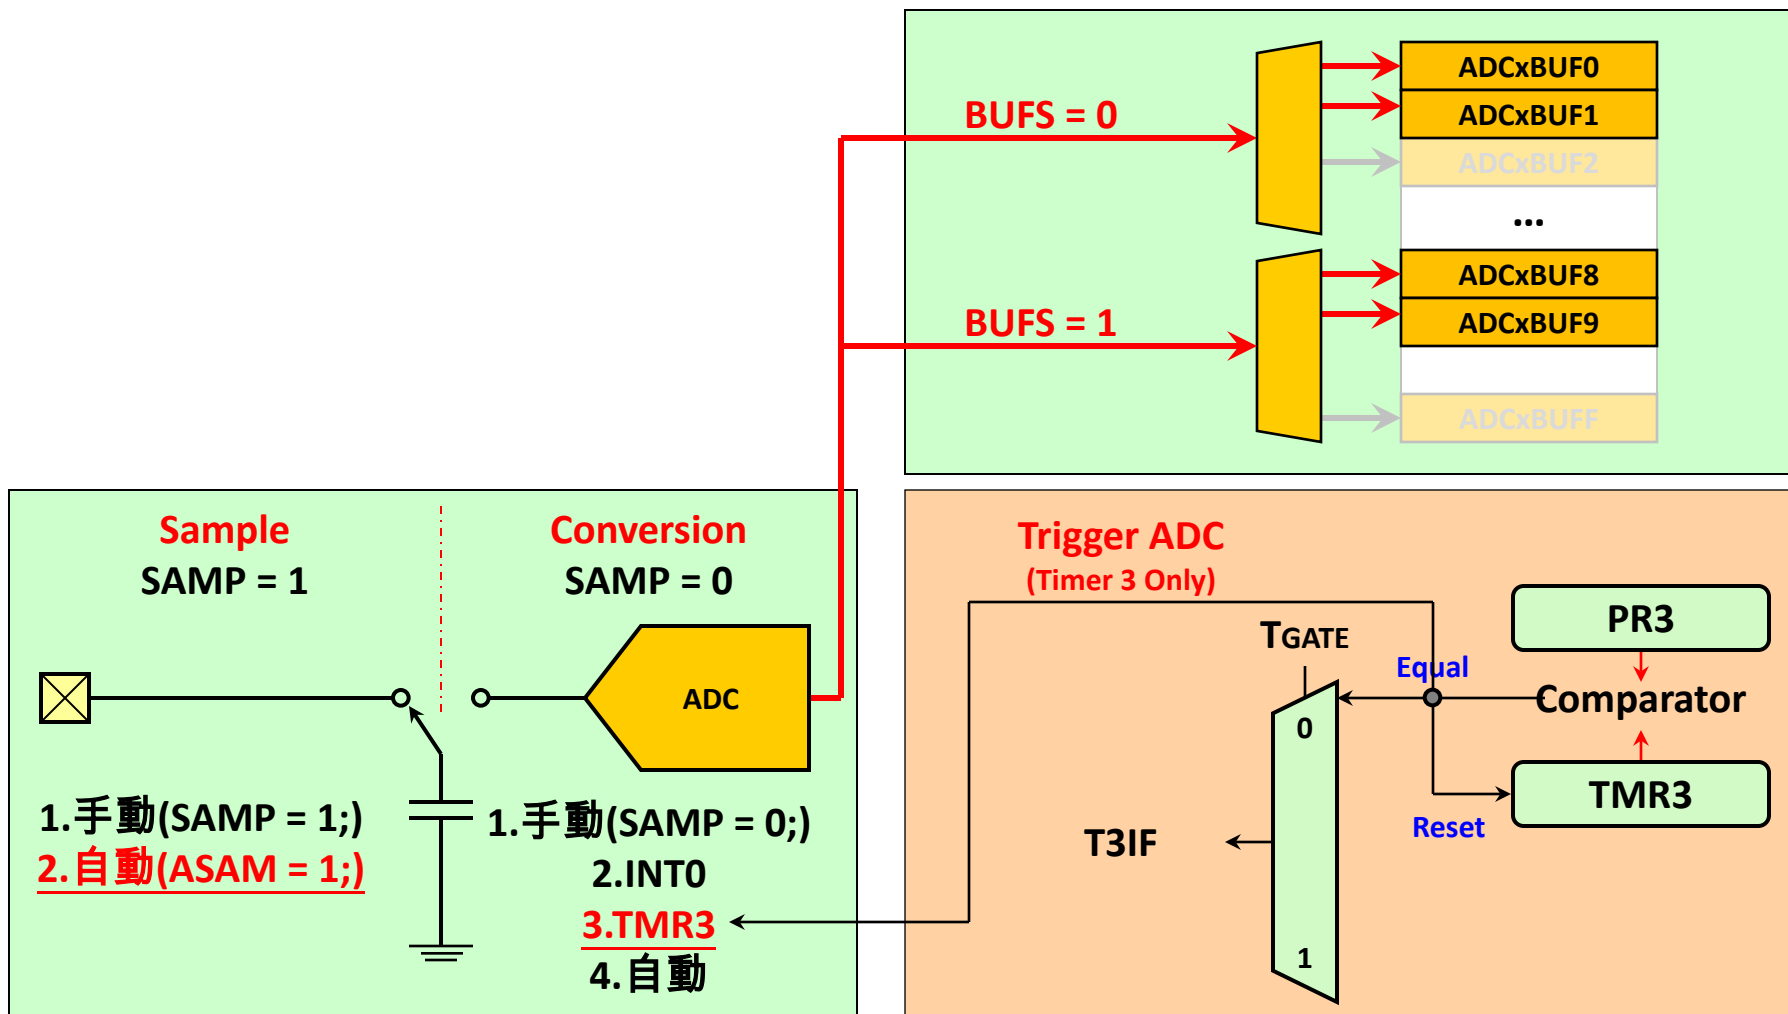 BUFS = 0
ADCxBUF0
ADCxBUF1
ADCxBUF2
...
BUFS = 1
ADCxBUF8
ADCxBUF9
ADCxBUFF
Sample
SAMP = 1
Conversion
SAMP = 0
ADC
1.手動(SAMP = 1;)
2.自動(ASAM = 1;)
1.手動(SAMP = 0;)
2.INT0
3.TMR3
4.自動
Trigger ADC
(Timer 3 Only)
TGATE
Equal
PR3
Comparator
TMR3
Reset
0
T3IF
1